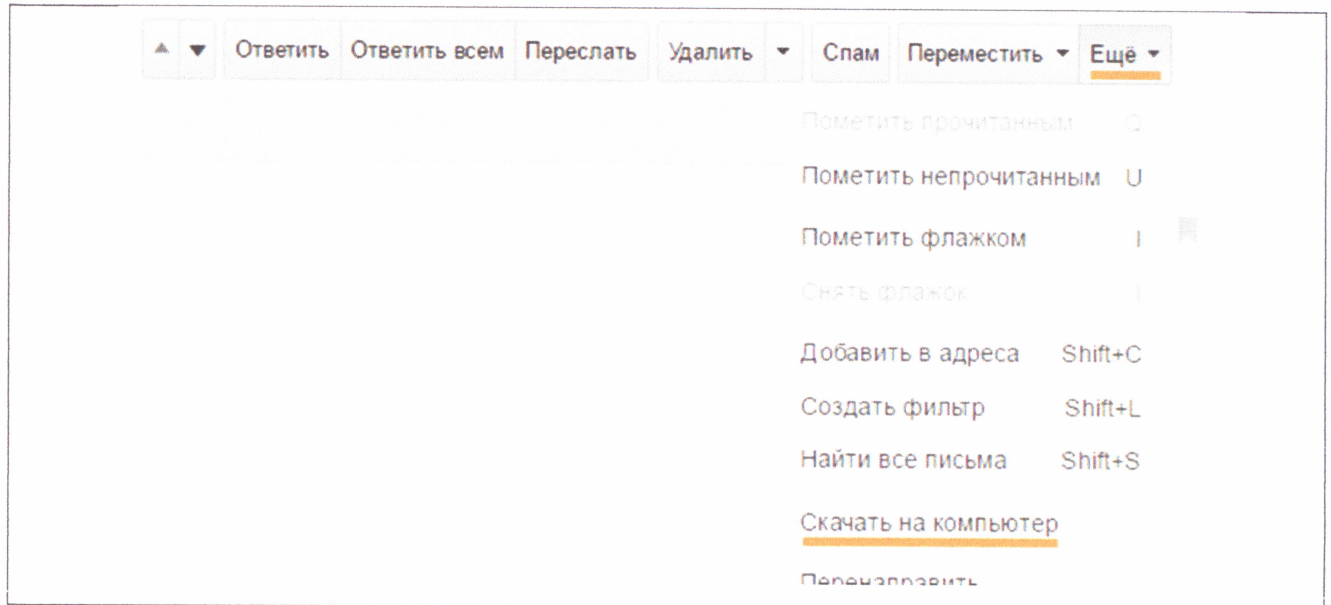 Ответить Ответить всем Переслать Удалить Спам Переместить Ещё
Пометить прочитанным Q
Пометить непрочитанным U
Пометить флажком I
Снять флажок I
Добавить в адреса Shift+C
Создать фильтр Shift+L
Найти все письма Shift+S
Скачать на компьютер
Перенаправить